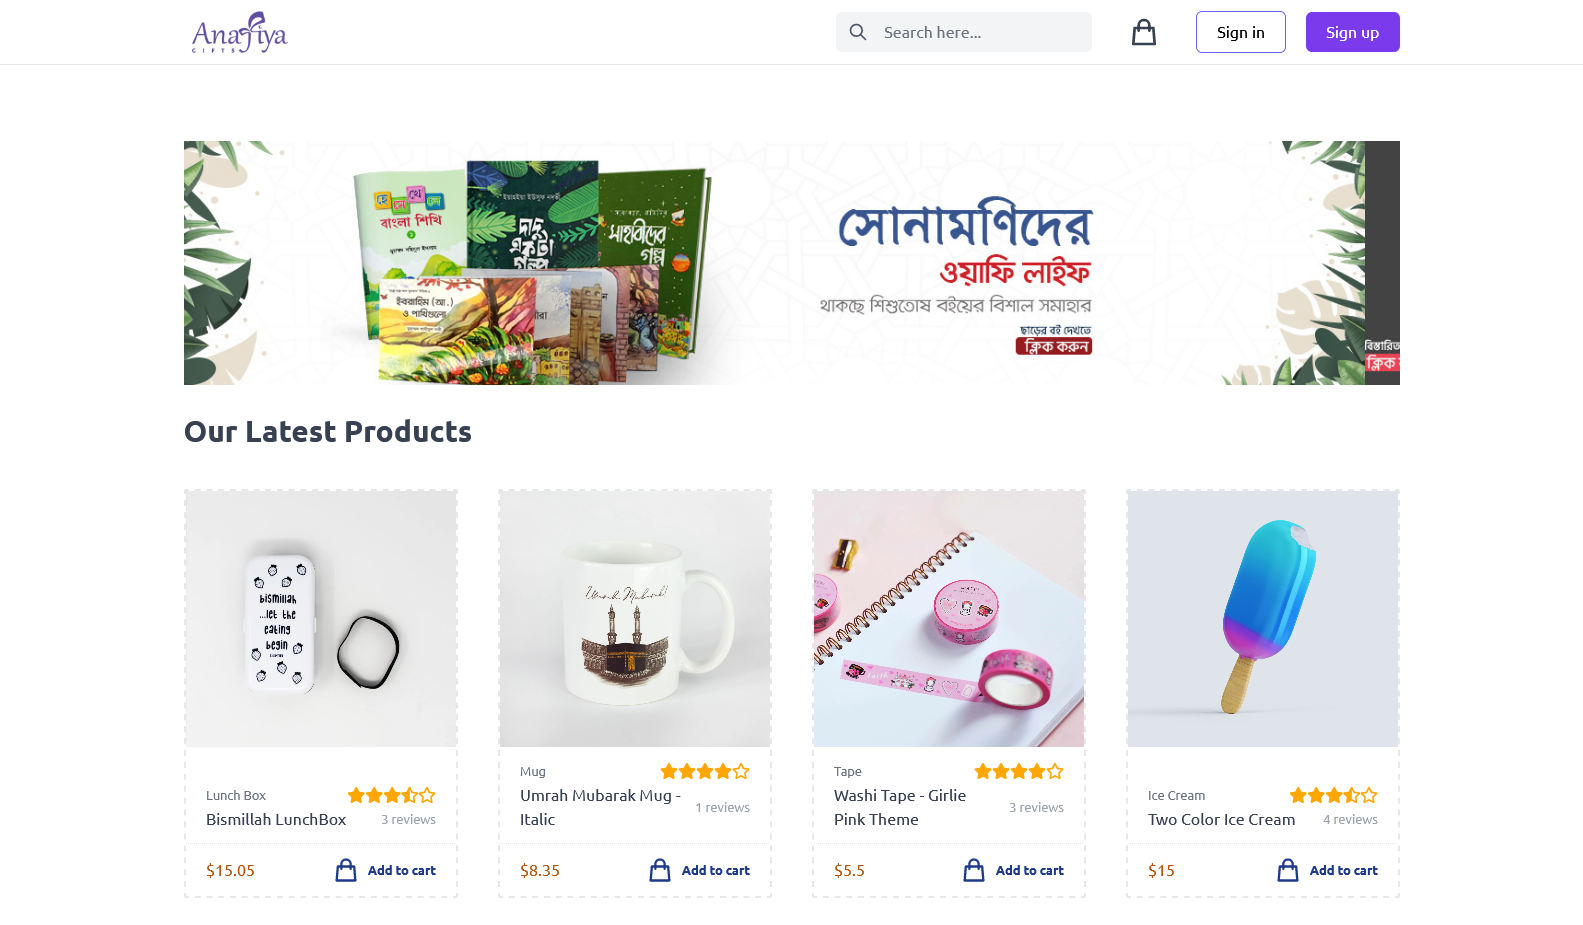 Anafiya
GIFTS
Search here...
Sign in
Sign up
বাংলা শিখি
দাদু
একটা
গল্প
সাহাবীদের
গল্প
ইবরাহিম (আ.)
ও পাখিগুলো
সোনামণিদের
ওয়াফি লাইফ
থাকছে শিশুতোষ বইয়ের বিশাল সমাহার
ছাড়ের বই দেখতে
ক্লিক করুন
Our Latest Products
bismillah
...let the
eating
begin
Umrah Mubarak!
Lunch Box
Bismillah LunchBox
3 reviews
$15.05
Add to cart
Mug
Umrah Mubarak Mug -
Italic
1 reviews
$8.35
Add to cart
Tape
Washi Tape - Girlie
Pink Theme
3 reviews
$5.5
Add to cart
Ice Cream
Two Color Ice Cream
4 reviews
$15
Add to cart